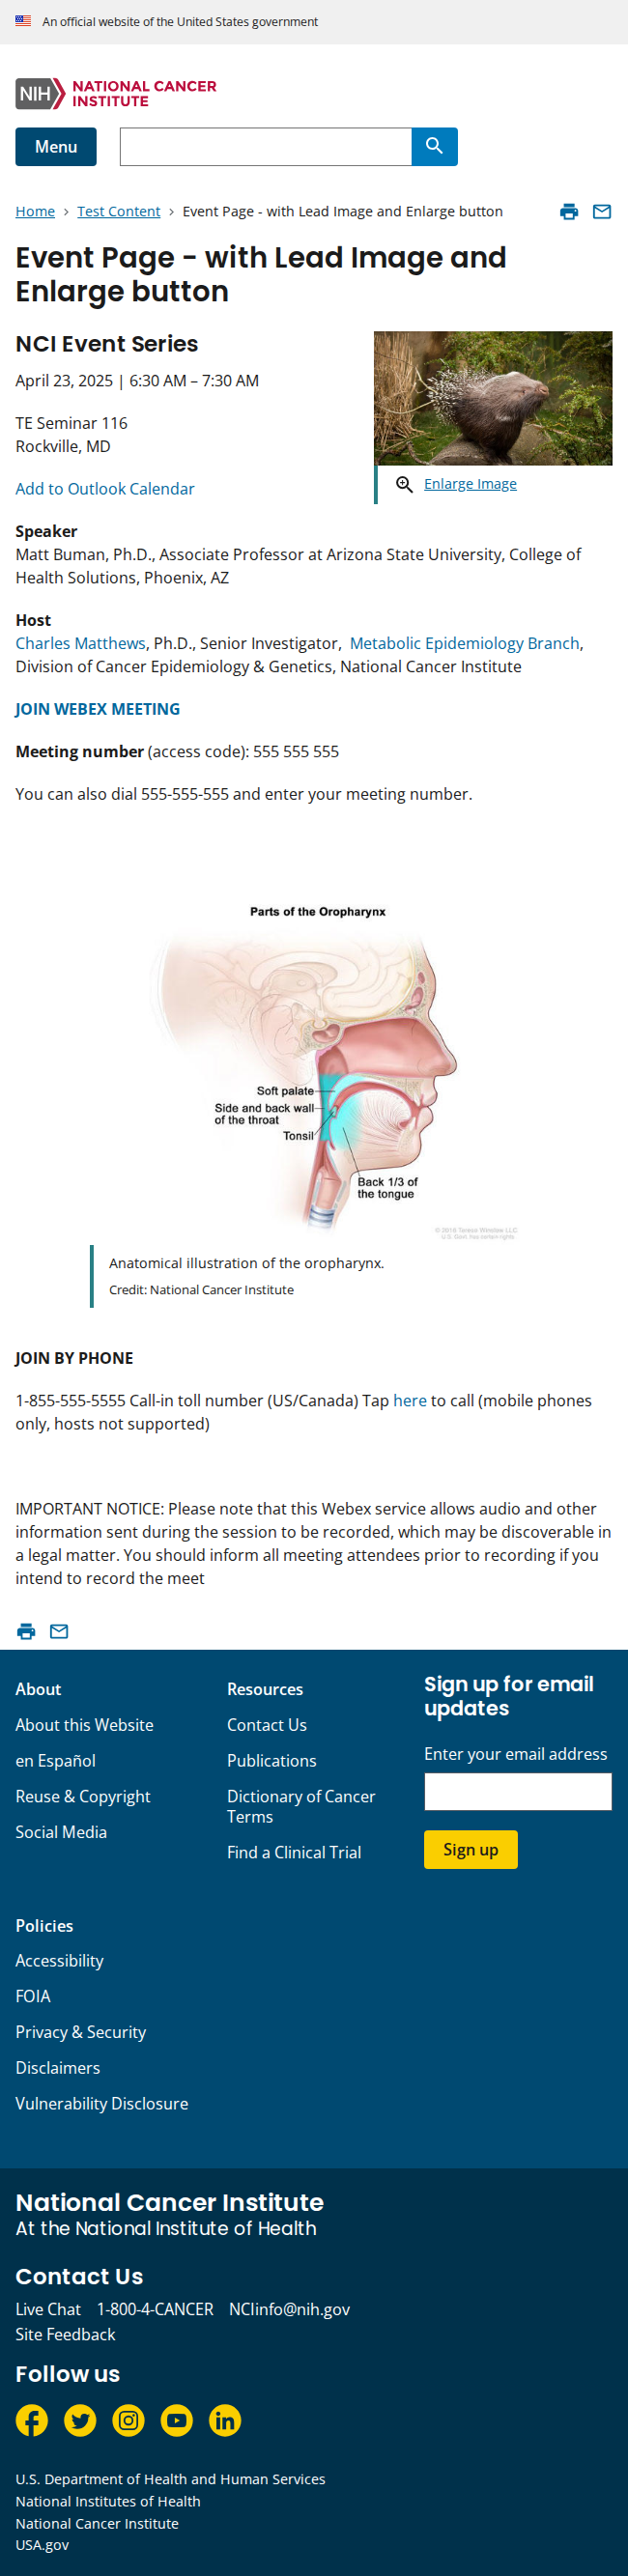 An official website of the United States government
NIH NATIONAL CANCER
INSTITUTE
Menu
Home > Test Content > Event Page - with Lead Image and Enlarge button
Event Page - with Lead Image and
Enlarge button
NCI Event Series
April 23, 2025 | 6:30 AM – 7:30 AM
TE Seminar 116
Rockville, MD
Add to Outlook Calendar
Enlarge Image
Speaker
Matt Buman, Ph.D., Associate Professor at Arizona State University, College of
Health Solutions, Phoenix, AZ
Host
Charles Matthews, Ph.D., Senior Investigator,  Metabolic Epidemiology Branch,
Division of Cancer Epidemiology & Genetics, National Cancer Institute
JOIN WEBEX MEETING
Meeting number (access code): 555 555 555
You can also dial 555-555-555 and enter your meeting number.
Parts of the Oropharynx
Soft palate
Side and back wall
of the throat
Tonsil
Back 1/3 of
the tongue
© 2016 Terese Winslow LLC
U.S. Govt. has certain rights
Anatomical illustration of the oropharynx.
Credit: National Cancer Institute
JOIN BY PHONE
1-855-555-5555 Call-in toll number (US/Canada) Tap here to call (mobile phones
only, hosts not supported)
IMPORTANT NOTICE: Please note that this Webex service allows audio and other
information sent during the session to be recorded, which may be discoverable in
a legal matter. You should inform all meeting attendees prior to recording if you
intend to record the meet
About
About this Website
en Español
Reuse & Copyright
Social Media
Resources
Contact Us
Publications
Dictionary of Cancer
Terms
Find a Clinical Trial
Sign up for email
updates
Enter your email address
Sign up
Policies
Accessibility
FOIA
Privacy & Security
Disclaimers
Vulnerability Disclosure
National Cancer Institute
At the National Institute of Health
Contact Us
Live Chat 1-800-4-CANCER NCIinfo@nih.gov
Site Feedback
Follow us
U.S. Department of Health and Human Services
National Institutes of Health
National Cancer Institute
USA.gov